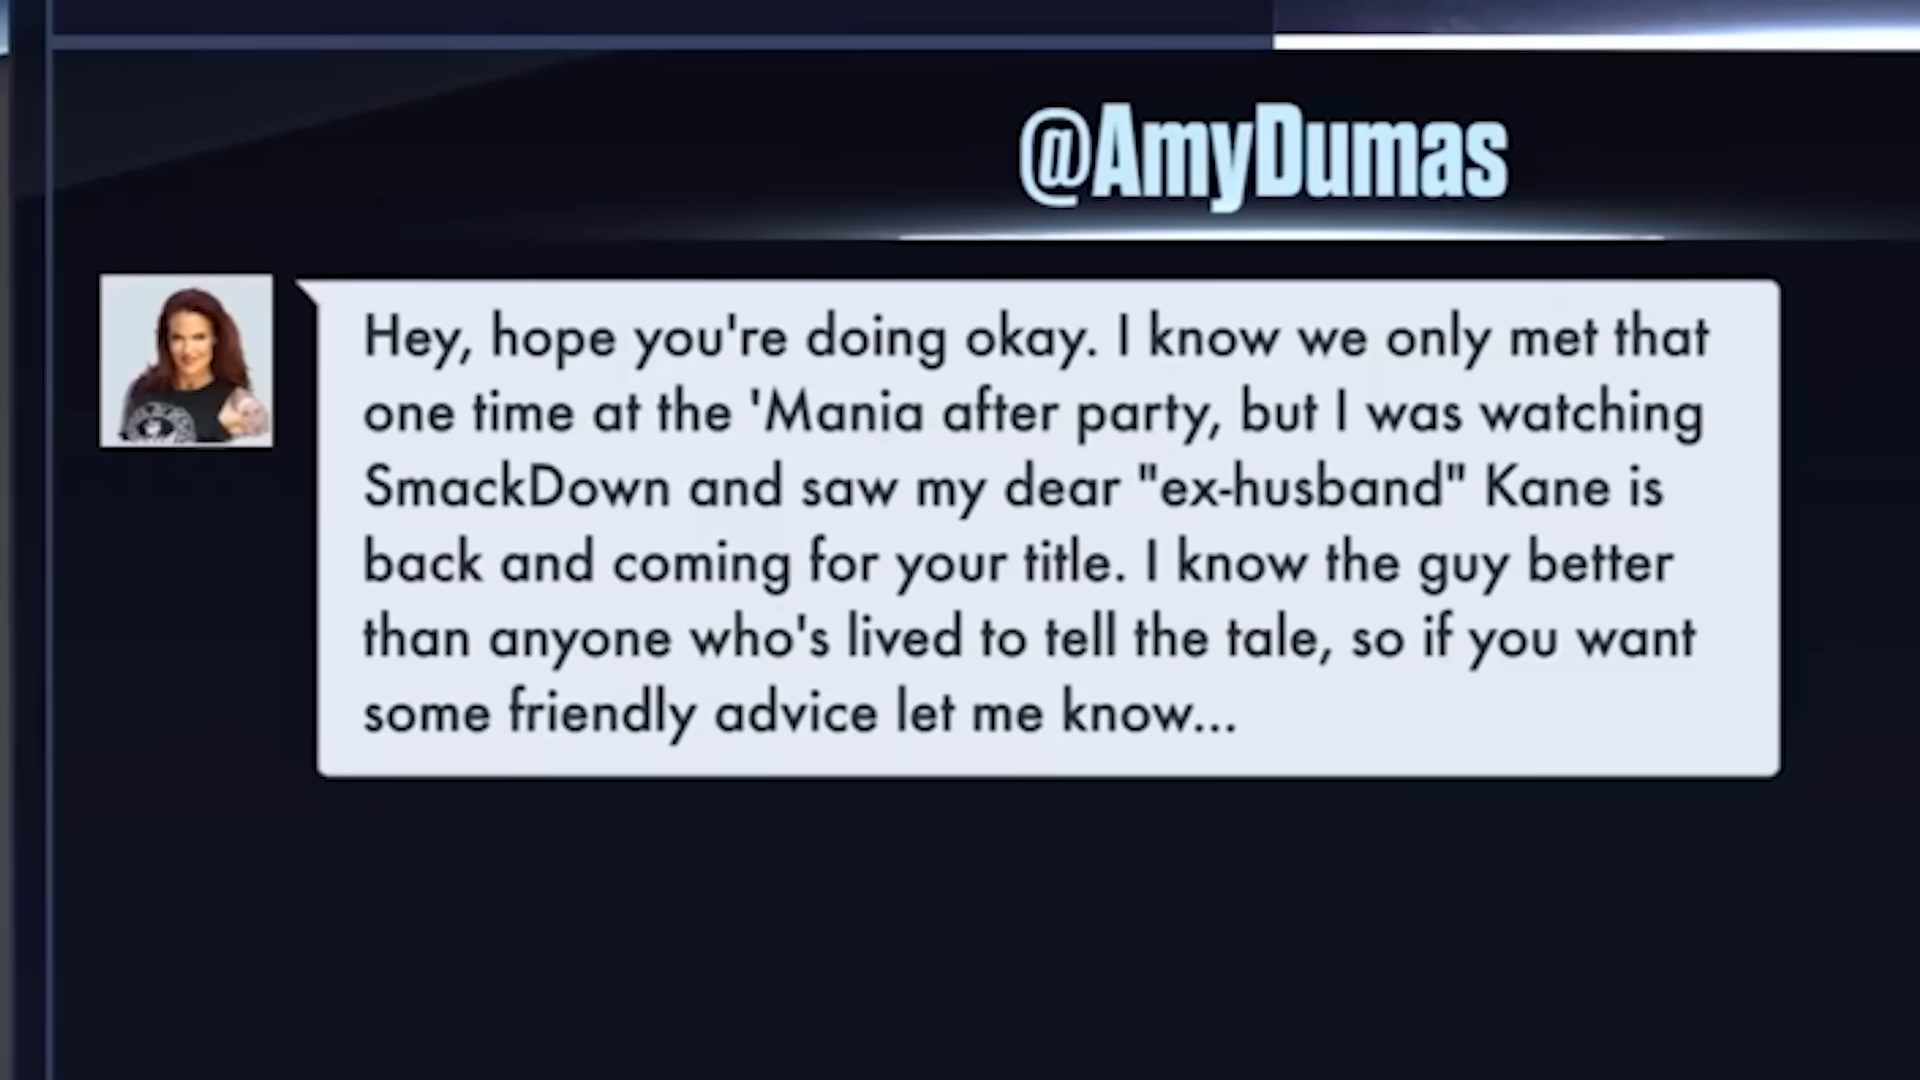 @AmyDumas
Hey, hope you're doing okay. I know we only met that
one time at the 'Mania after party, but I was watching
SmackDown and saw my dear "ex-husband" Kane is
back and coming for your title. I know the guy better
than anyone who's lived to tell the tale, so if you want
some friendly advice let me know...